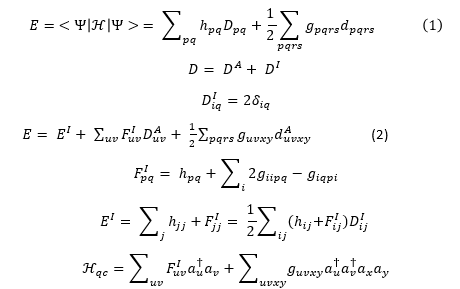 E = < Ψ|ℋ|Ψ > = ∑_{pq} h_{pq}D_{pq} + \frac{1}{2}∑_{pqrs} g_{pqrs}d_{pqrs} (1)
D = D^A + D^I
D^I_{iq} = 2δ_{iq}
E = E^I + ∑_{uv} F^I_{uv}D^A_{uv} + \frac{1}{2}∑_{pqrs} g_{uvxy}d^A_{uvxy} (2)
F^I_{pq} = h_{pq} + ∑_i 2g_{iipq} − g_{iqpi}
E^I = ∑_j h_{jj} + F^I_{jj} = \frac{1}{2}∑_{ij} (h_{ij}+F^I_{ij})D^I_{ij}
ℋ_{qc} = ∑_{uv} F^I_{uv}a^†_u a_v + ∑_{uvxy} g_{uvxy}a^†_u a^†_v a_x a_y